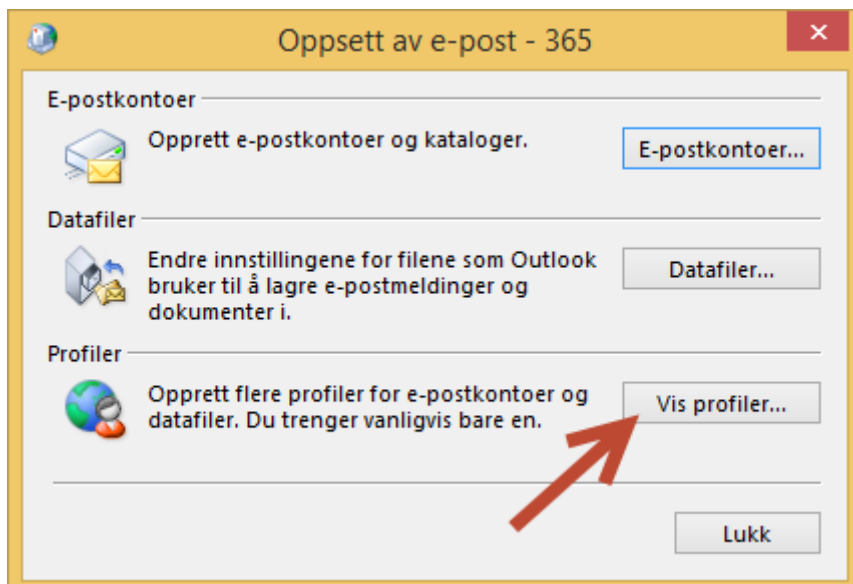 Oppsett av e-post - 365
E-postkontoer
Opprett e-postkontoer og kataloger.
E-postkontoer...
Datafiler
Endre innstillingene for filene som Outlook
bruker til å lagre e-postmeldinger og
dokumenter i.
Datafiler...
Profiler
Opprett flere profiler for e-postkontoer og
datafiler. Du trenger vanligvis bare en.
Vis profiler...
Lukk